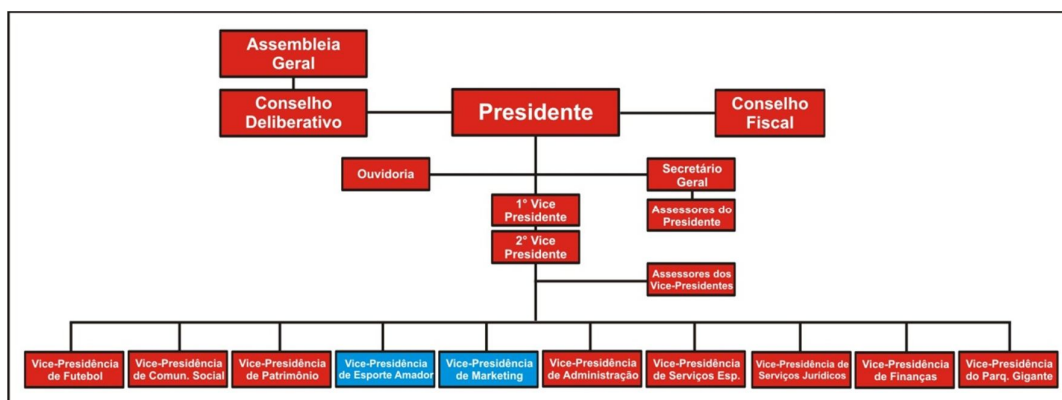 Assembleia
Geral
Conselho
Deliberativo
Presidente
Conselho
Fiscal
Ouvidoria
Secretário
Geral
1° Vice
Presidente
Assessores do
Presidente
2° Vice
Presidente
Assessores dos
Vice-Presidentes
Vice-Presidência
de Futebol
Vice-Presidência
de Comun. Social
Vice-Presidência
de Patrimônio
Vice-Presidência
de Esporte Amador
Vice-Presidência
de Marketing
Vice-Presidência
de Administração
Vice-Presidência
de Serviços Esp.
Vice-Presidência de
Serviços Jurídicos
Vice-Presidência
de Finanças
Vice-Presidência
do Parq. Gigante